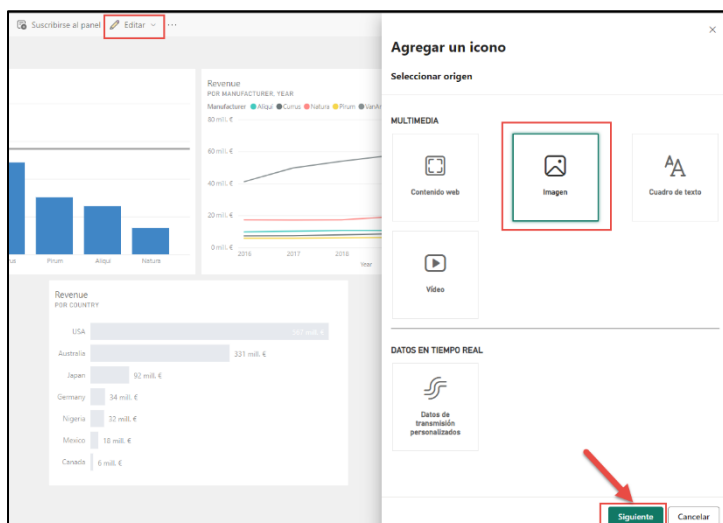 Suscribirse al panel
Editar
Revenue
POR MANUFACTURER, YEAR
Manufacturer Aliqui Currus Natura Pirum
80 mill. €
60 mill. €
40 mill. €
20 mill. €
0 mill. €
2016 2017 2018
Year
Pirum Aliqui Natura
Revenue
POR COUNTRY
USA
Australia 331 mill. €
Japan 92 mill. €
Germany 34 mill. €
Nigeria 32 mill. €
Mexico 18 mill. €
Canada 6 mill. €
Agregar un icono
Seleccionar origen
MULTIMEDIA
Contenido web
Imagen
Cuadro de texto
Vídeo
DATOS EN TIEMPO REAL
Datos de
transmisión
personalizados
Siguiente
Cancelar